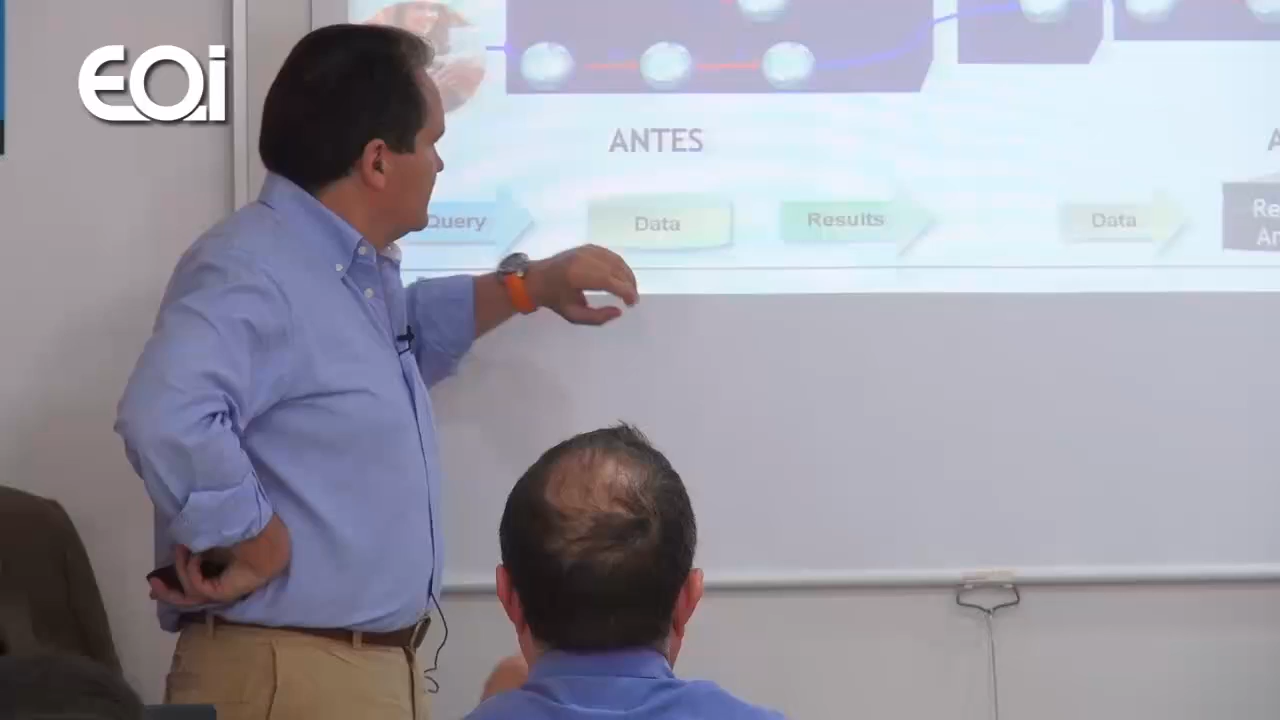 EOi
ANTES
Query
Data
Results
Data